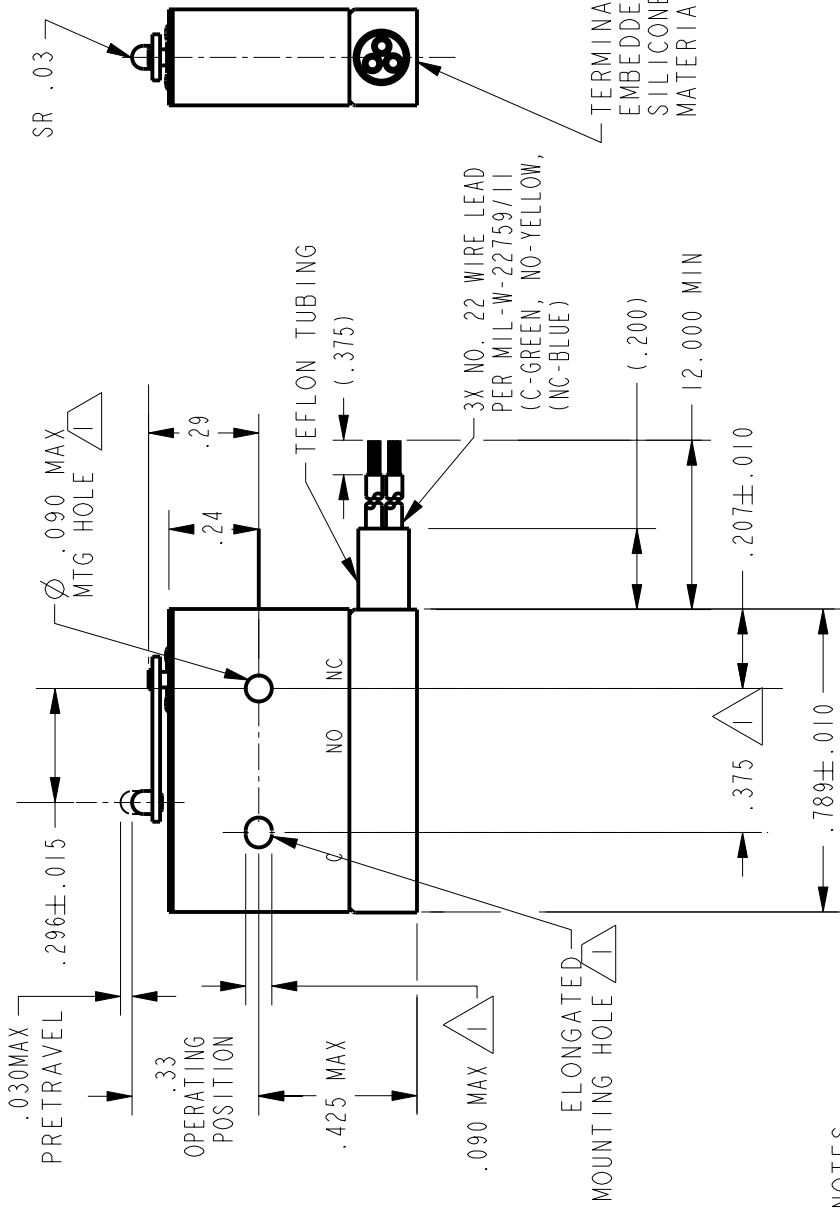 SR .03
TERMINA
EMBEDDE
SILICONE
MATERIA
Ø .090 MAX
MTG HOLE 1
.29
.24
TEFLON TUBING
(.375)
3X NO. 22 WIRE LEAD
PER MIL-W-22759/11
(C-GREEN, NO-YELLOW,
NC-BLUE)
(.200)
12.000 MIN
.207±.010
.375 1
.789±.010
.296±.015
.030MAX
PRETRAVEL
.33
OPERATING
POSITION
.425 MAX
.090 MAX 1
ELONGATED
MOUNTING HOLE 1
C NO NC
NOTES